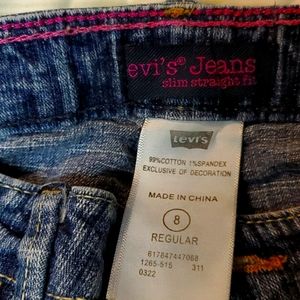 evi's® Jeans
slim straight fit
Levi's
99%COTTON 1%SPANDEX
EXCLUSIVE OF DECORATION
MADE IN CHINA
8
REGULAR
617847447068
1265-515 311
0322